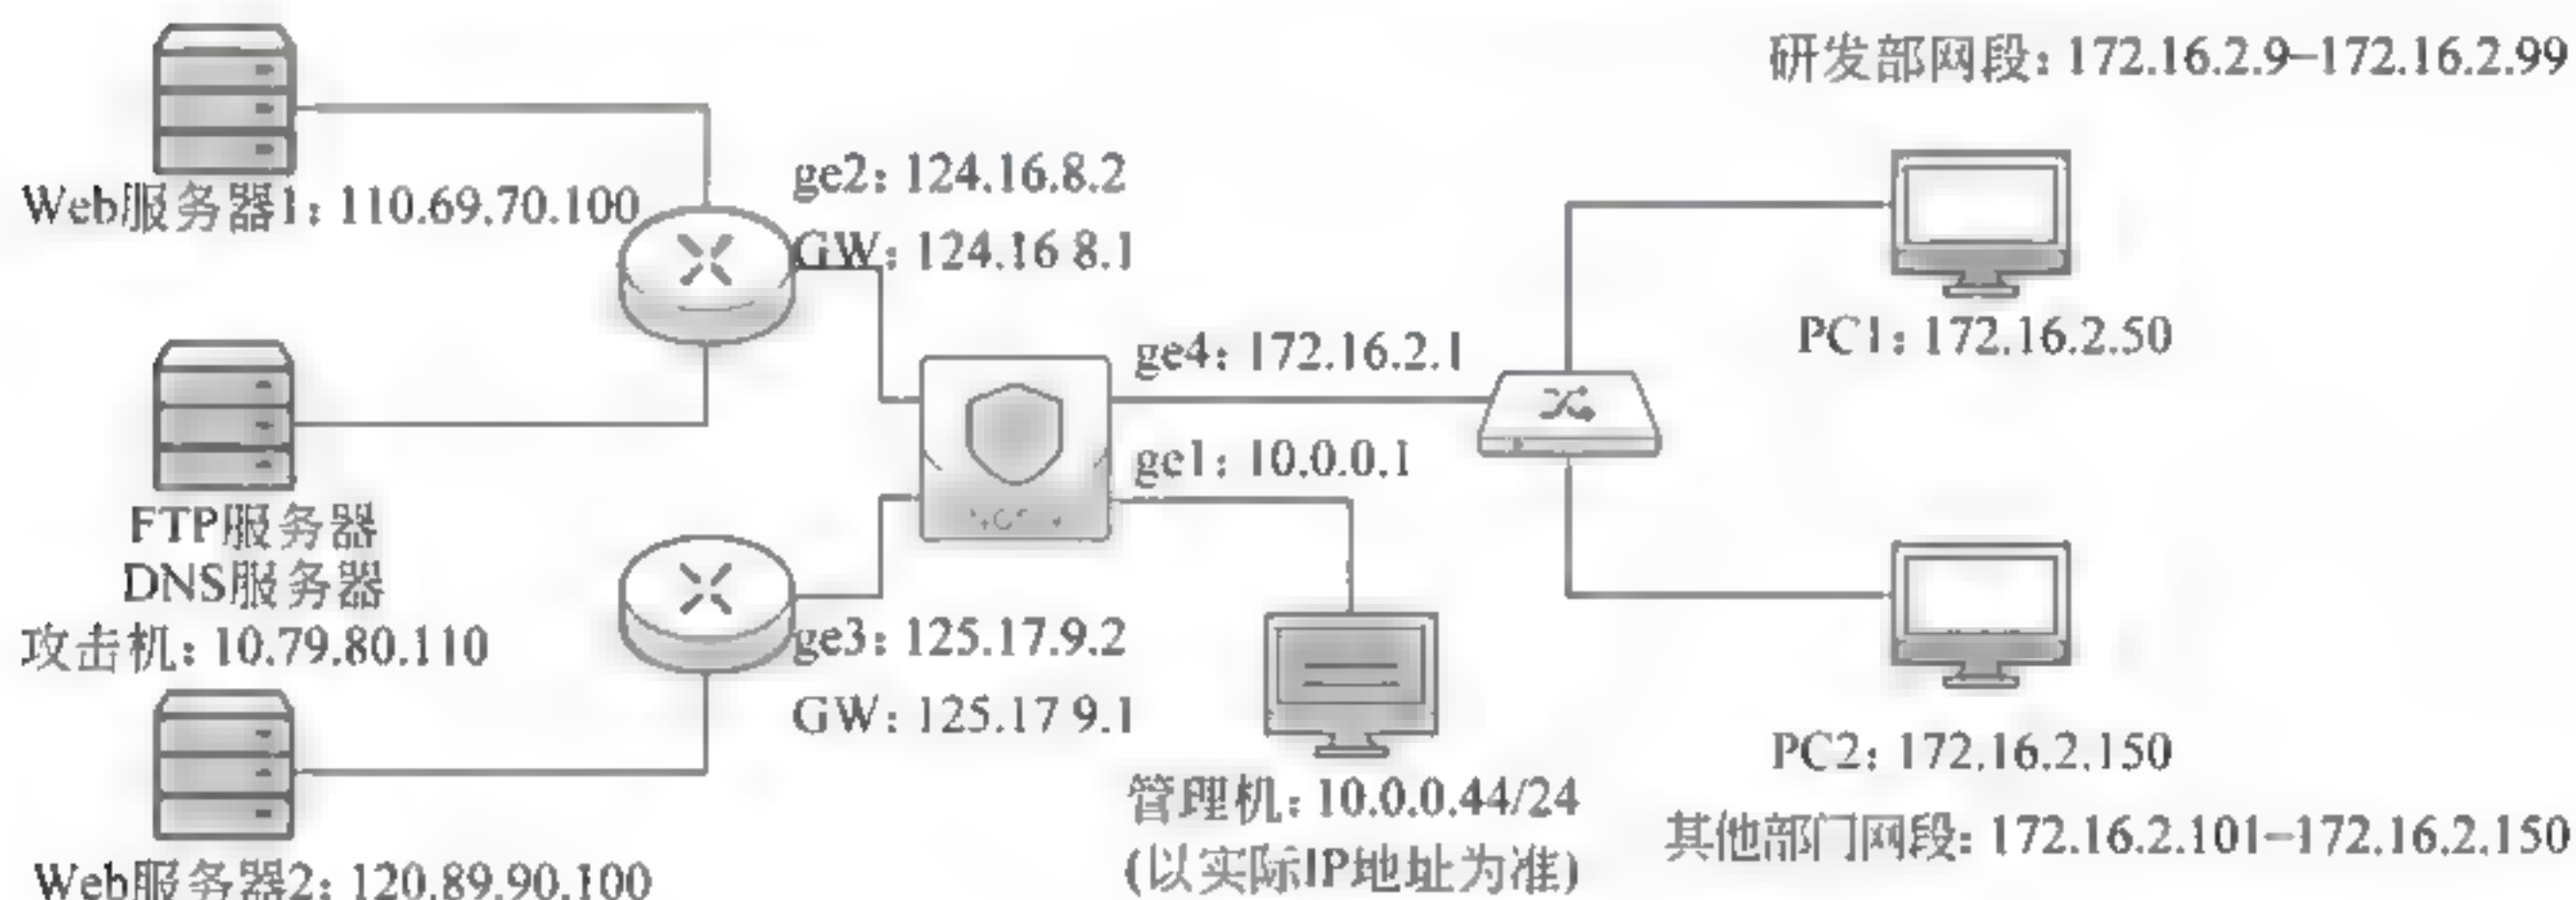 研发部网段：172.16.2.9-172.16.2.99
Web服务器1：110.69.70.100
ge2：124.16.8.2
GW：124.16 8.1
PC1：172.16.2.50
ge4：172.16.2.1
ge1：10.0.0.1
FTP服务器
DNS服务器
攻击机：10.79.80.110
ge3：125.17.9.2
GW：125.17 9.1
PC2：172.16.2.150
管理机：10.0.0.44/24
(以实际IP地址为准)
其他部门网段：172.16.2.101-172.16.2.150
Web服务器2：120.89.90.100